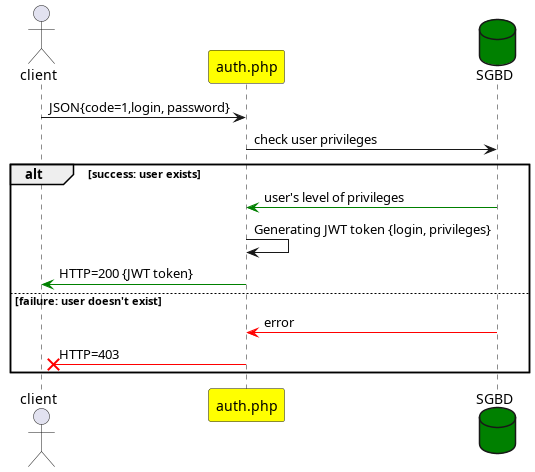 client
auth.php
SGBD
JSON{code=1,login, password}
check user privileges
alt
[success: user exists]
user's level of privileges
Generating JWT token {login, privileges}
HTTP=200 {JWT token}
[failure: user doesn't exist]
error
HTTP=403
client
auth.php
SGBD